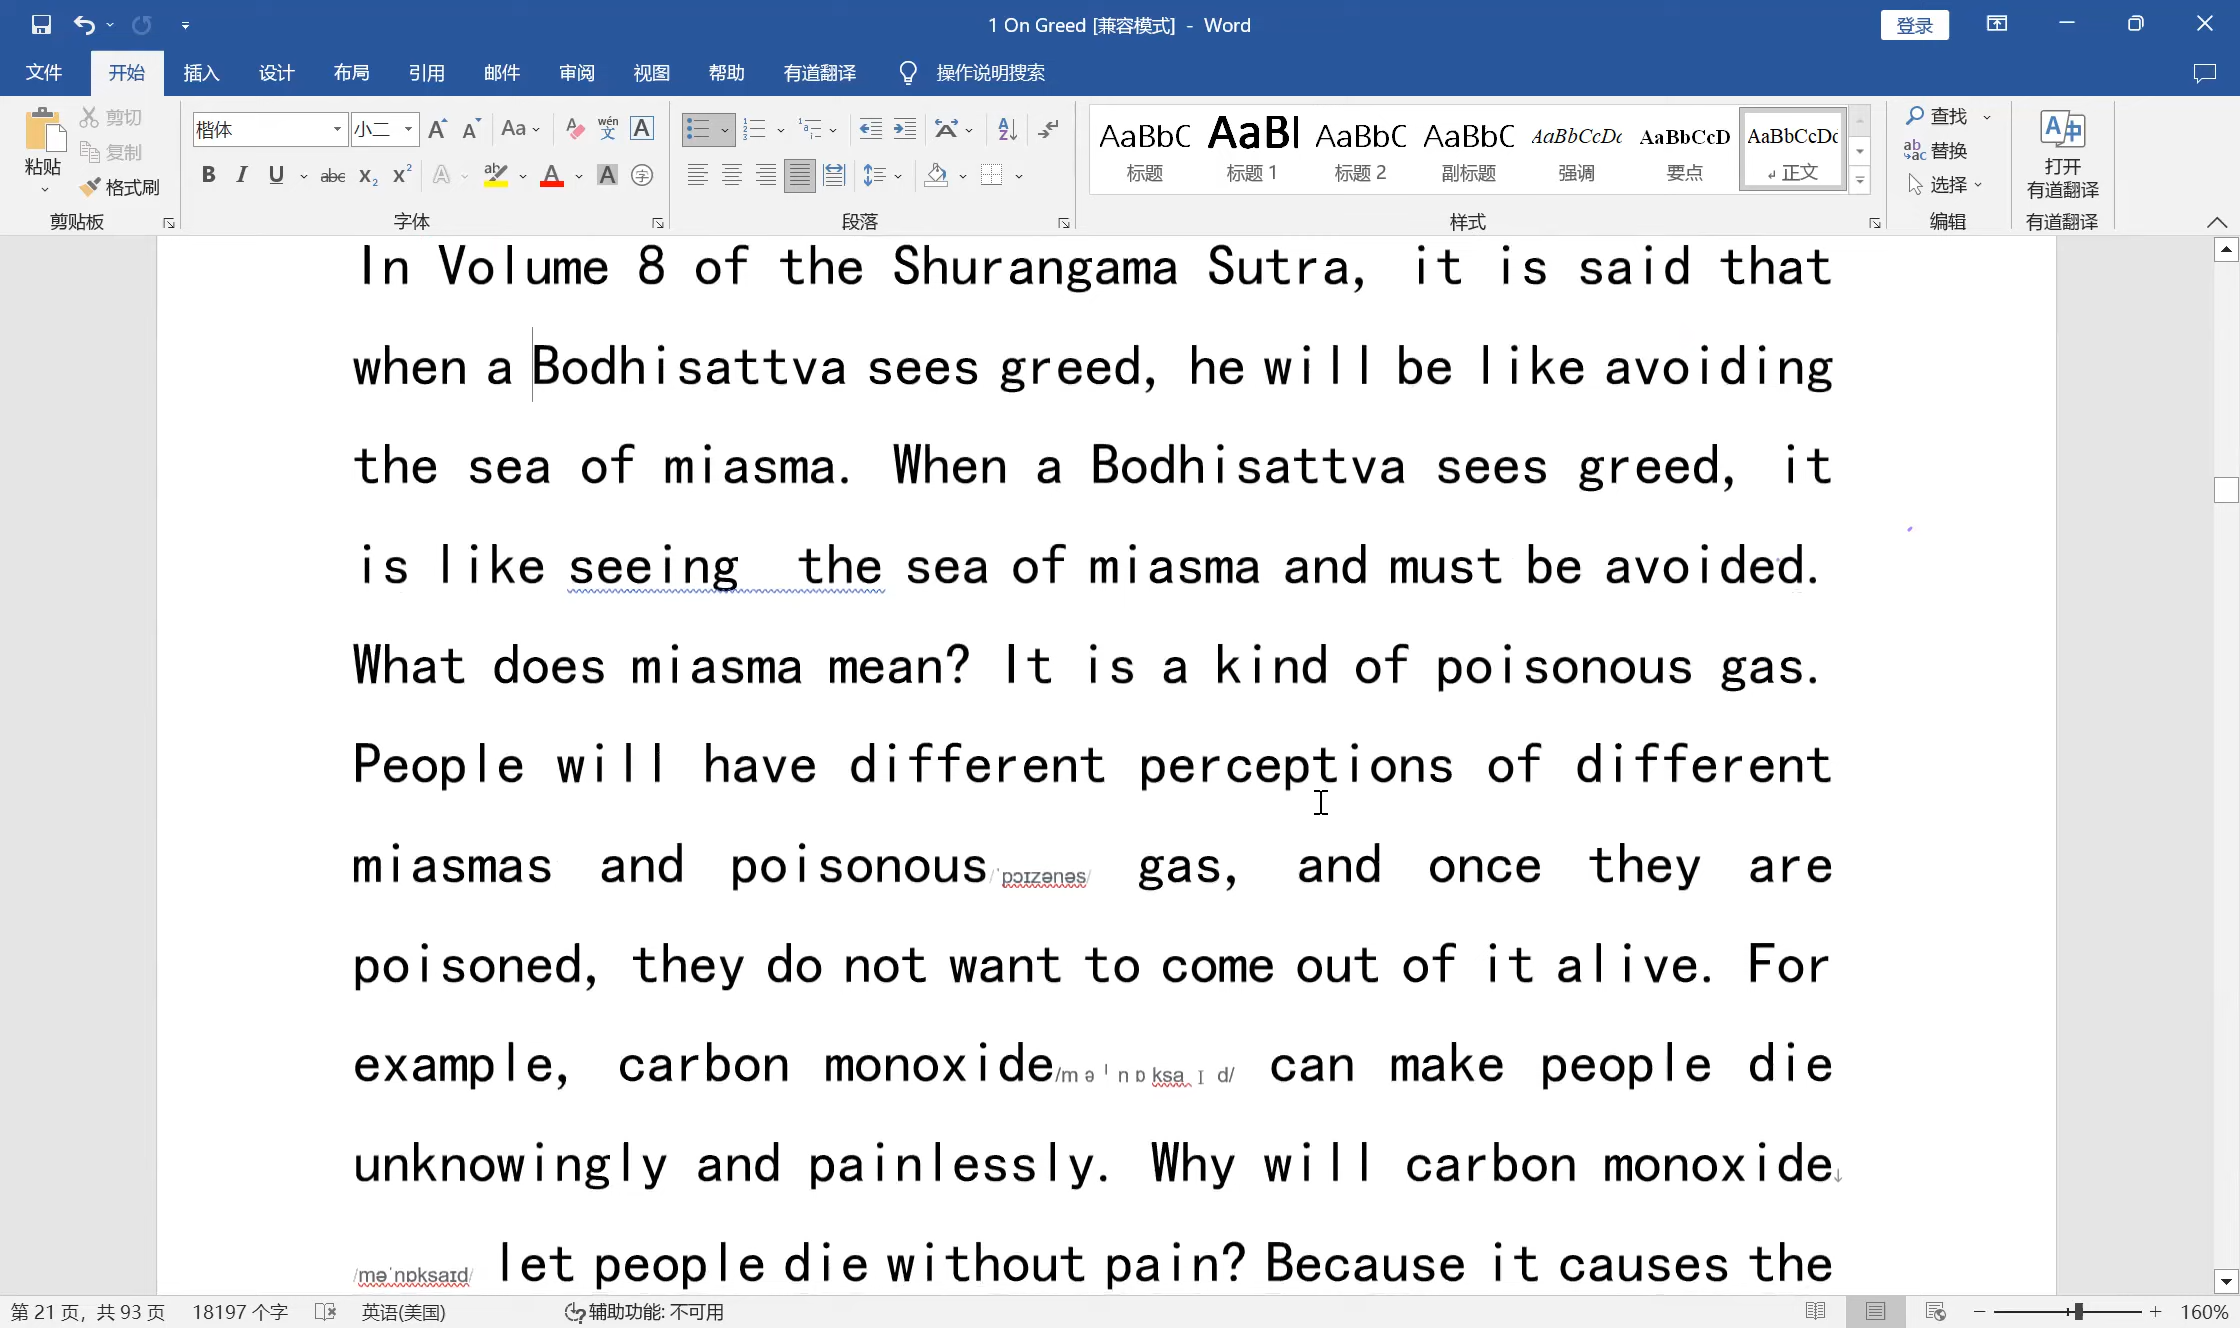 1 On Greed [兼容模式] - Word
登录
文件 开始 插入 设计 布局 引用 邮件 审阅 视图 帮助 有道翻译 操作说明搜索
粘贴 剪切 复制 格式刷 剪贴板
楷体 小二 Aa wén 文 A
B I U abc X₂ X² A ab A A 字
字体
段落
AaBbC AaBl AaBbC AaBbC AaBbCcDc AaBbCcD AaBbCcDc
标题 标题 1 标题 2 副标题 强调 要点 ↲ 正文
样式
查找 替换 选择 编辑
打开 有道翻译 有道翻译
In Volume 8 of the Shurangama Sutra, it is said that
when a Bodhisattva sees greed, he will be like avoiding
the sea of miasma. When a Bodhisattva sees greed, it
is like seeing  the sea of miasma and must be avoided.
What does miasma mean? It is a kind of poisonous gas.
People will have different perceptions of different
miasmas and poisonous/ˈpɔɪzənəs/ gas, and once they are
poisoned, they do not want to come out of it alive. For
example, carbon monoxide/m ə ˈ n ɒ ksa ɪ d/ can make people die
unknowingly and painlessly. Why will carbon monoxide↓
/məˈnɒksaɪd/ let people die without pain? Because it causes the
第 21 页，共 93 页 18197 个字 英语(美国) 辅助功能: 不可用 160%